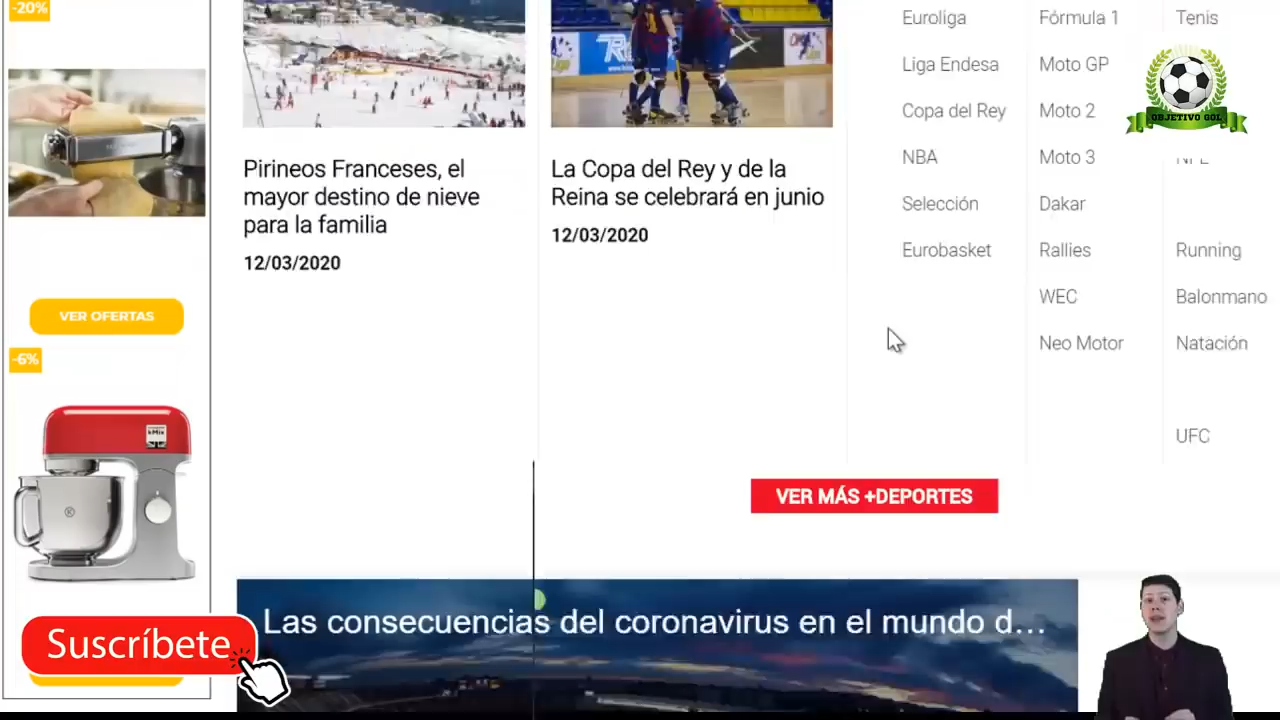 -20%
VER OFERTAS
-6%
Suscríbete
Pirineos Franceses, el
mayor destino de nieve
para la familia
12/03/2020
La Copa del Rey y de la
Reina se celebrará en junio
12/03/2020
Euroliga
Liga Endesa
Copa del Rey
NBA
Selección
Eurobasket
Fórmula 1
Moto GP
Moto 2
Moto 3
Dakar
Rallies
WEC
Neo Motor
Tenis
Running
Balonmano
Natación
UFC
OBJETIVO GOL
VER MÁS +DEPORTES
Las consecuencias del coronavirus en el mundo d...